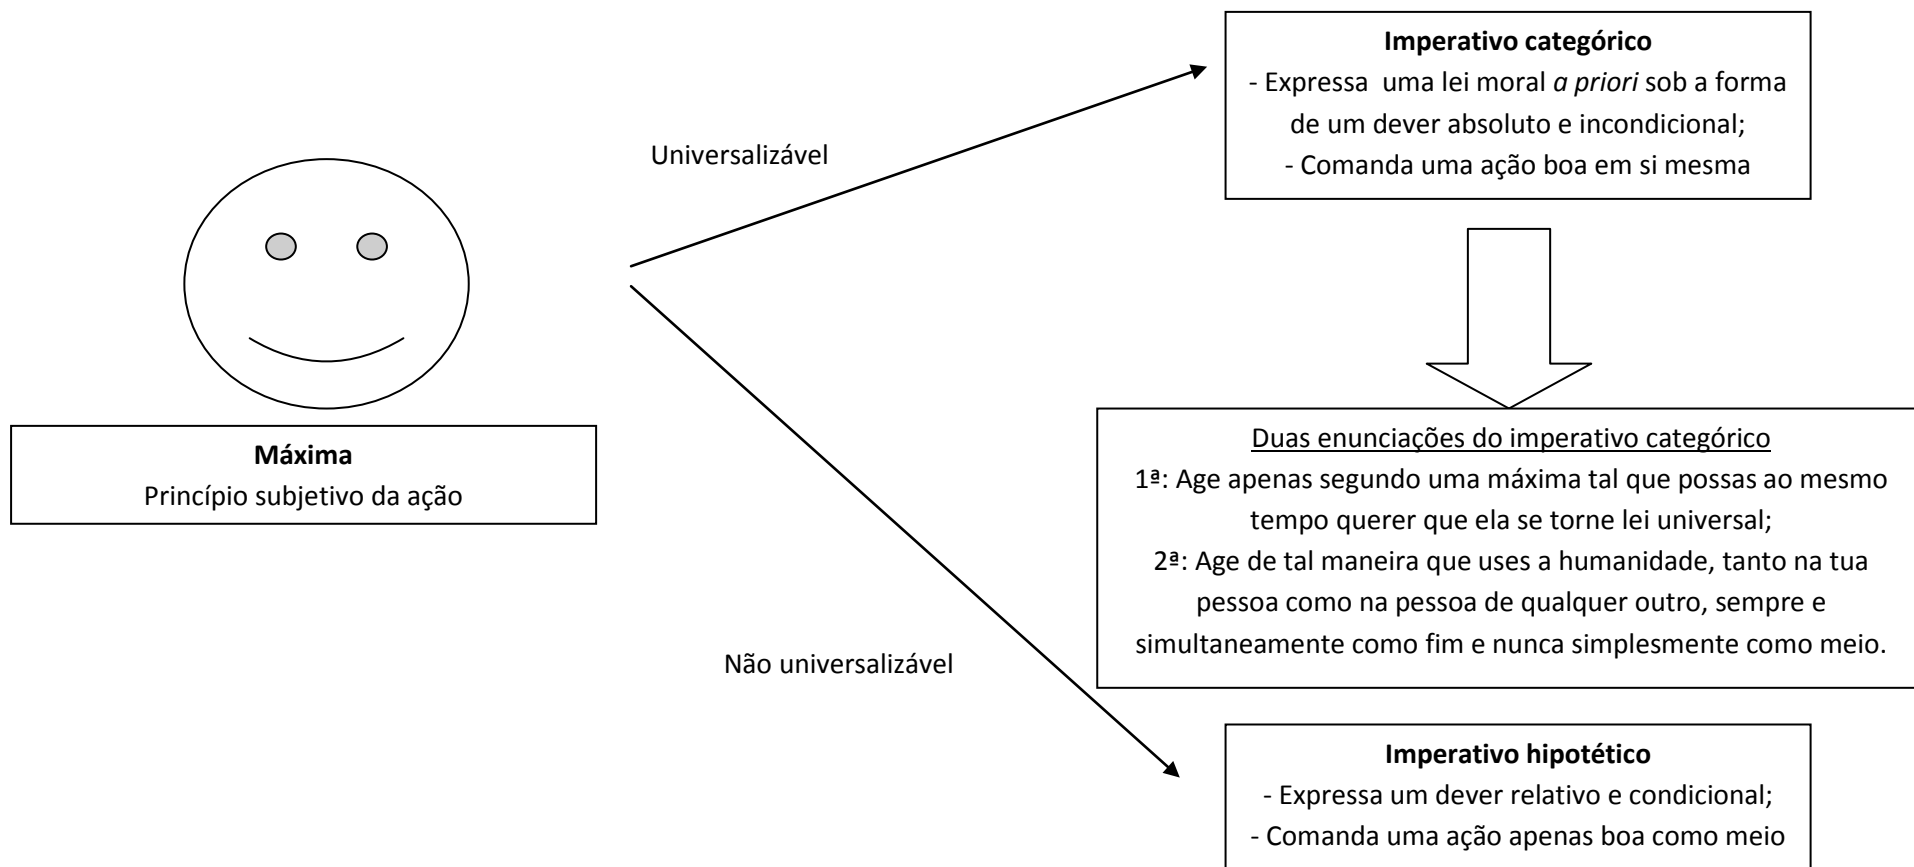 Máxima
Princípio subjetivo da ação
Universalizável
Não universalizável
Imperativo categórico
- Expressa uma lei moral a priori sob a forma
de um dever absoluto e incondicional;
- Comanda uma ação boa em si mesma
Duas enunciações do imperativo categórico
1ª: Age apenas segundo uma máxima tal que possas ao mesmo
tempo querer que ela se torne lei universal;
2ª: Age de tal maneira que uses a humanidade, tanto na tua
pessoa como na pessoa de qualquer outro, sempre e
simultaneamente como fim e nunca simplesmente como meio.
Imperativo hipotético
- Expressa um dever relativo e condicional;
- Comanda uma ação apenas boa como meio